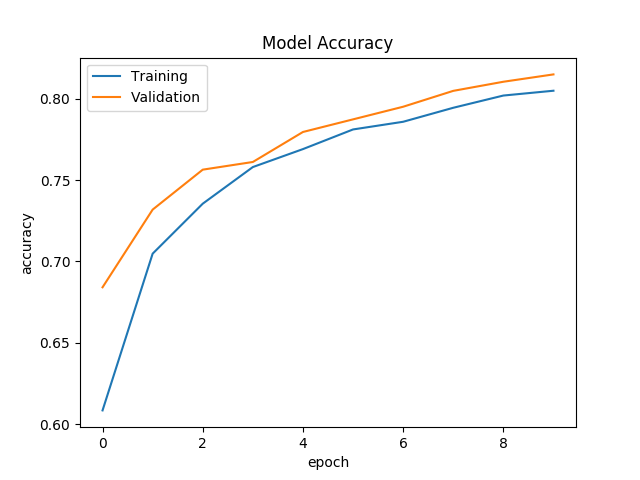 Model Accuracy
Training
Validation
accuracy
0.80
0.75
0.70
0.65
0.60
0 2 4 6 8
epoch